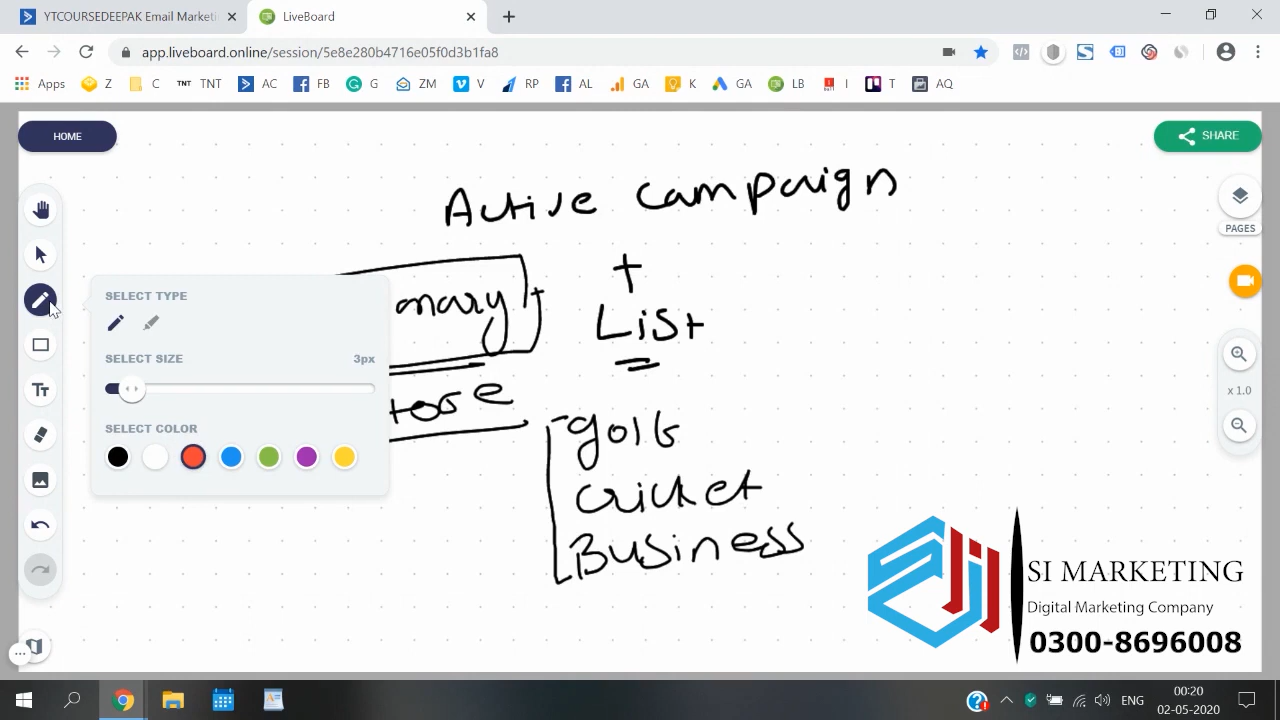 YTCOURSEDEEPAK Email Marketi
LiveBoard
app.liveboard.online/session/5e8e280b4716e05f0d3b1fa8
Apps Z C TNT TNT AC FB G ZM V RP AL GA K GA LB I T AQ
HOME
SHARE
PAGES
x 1.0
Active campaign
+
List
golf
cricket
Business
SELECT TYPE
SELECT SIZE 3px
SELECT COLOR
Tт
SI MARKETING
Digital Marketing Company
0300-8696008
ENG
00:20
02-05-2020